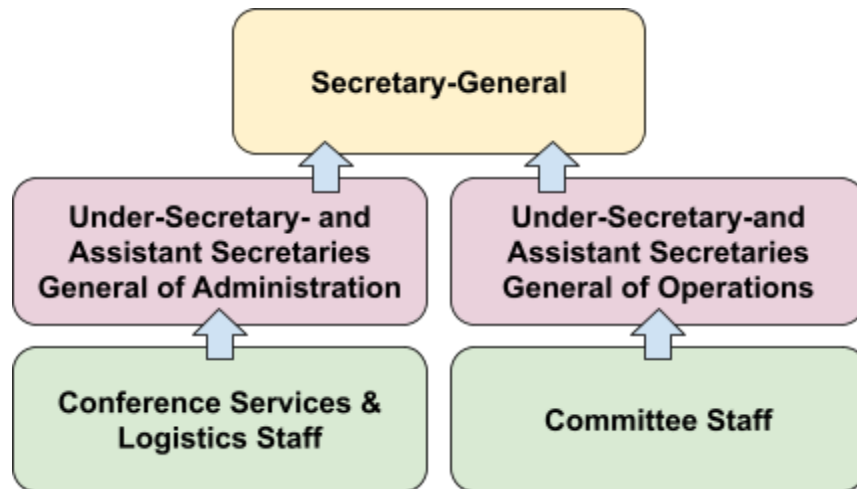 Secretary-General
Under-Secretary- and
Assistant Secretaries
General of Administration
Under-Secretary-and
Assistant Secretaries
General of Operations
Conference Services &
Logistics Staff
Committee Staff